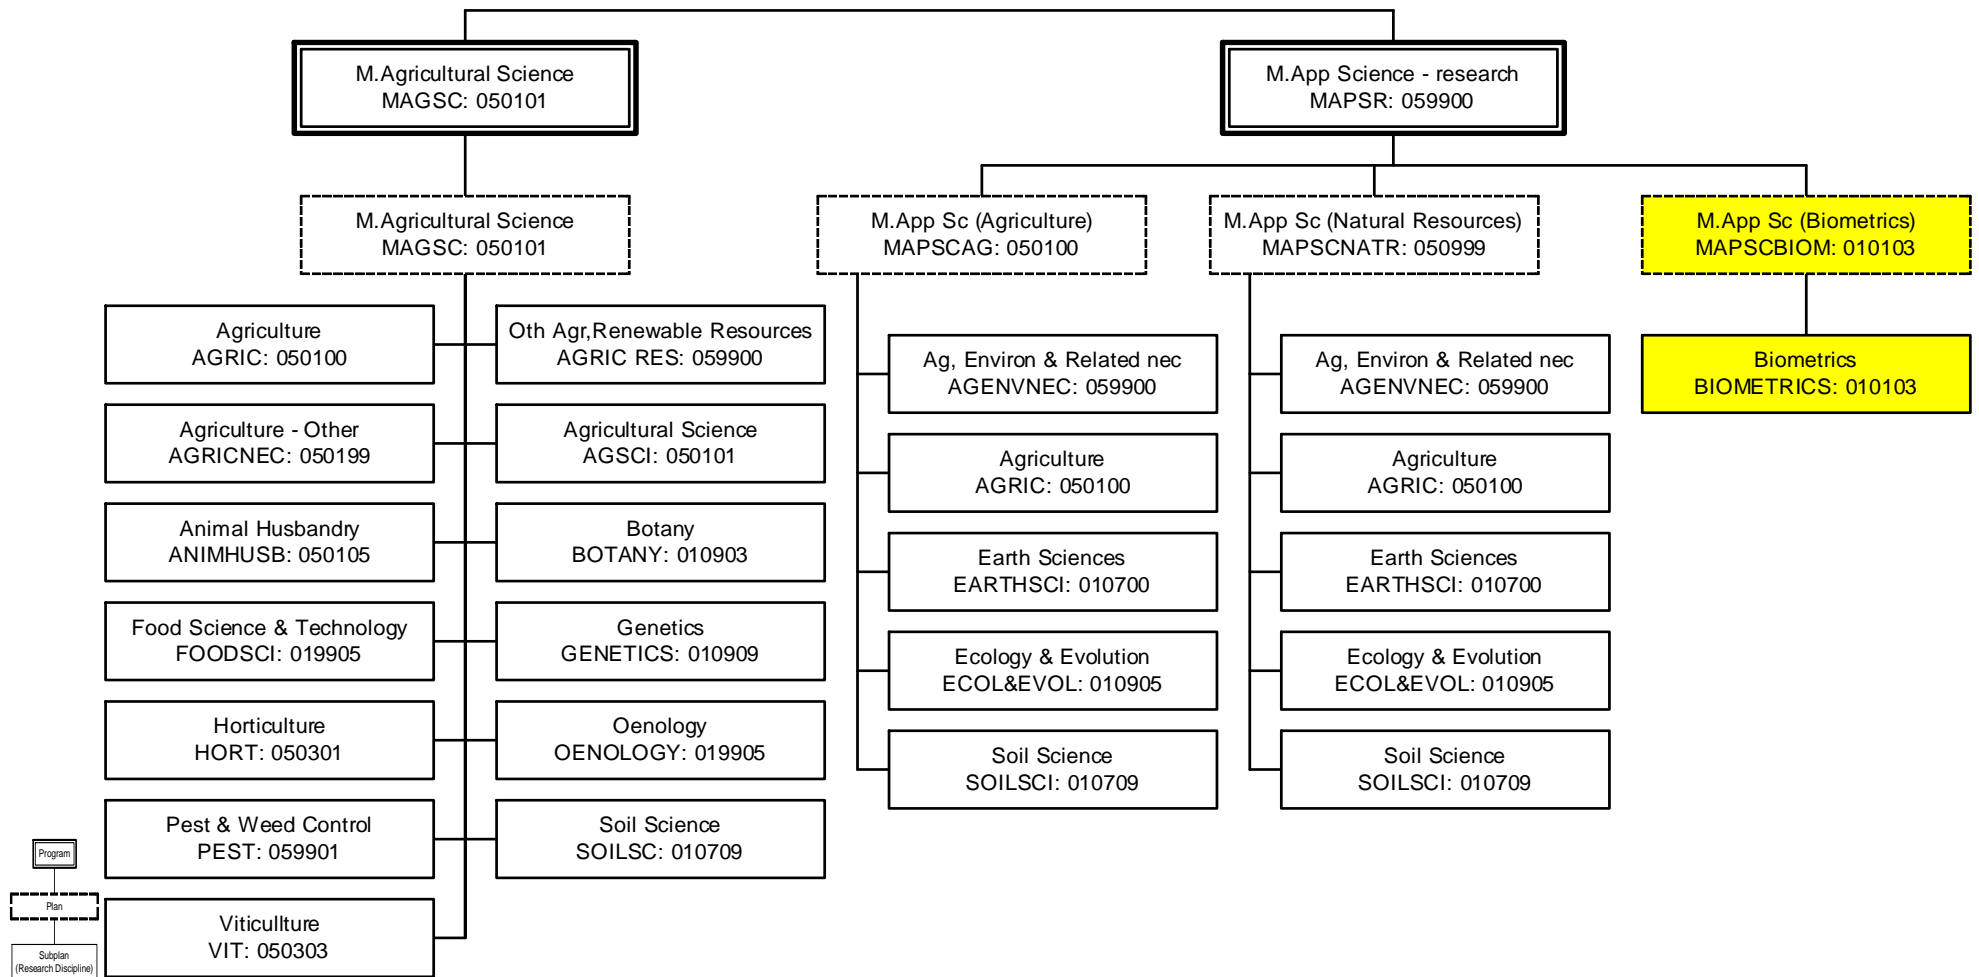 M.Agricultural Science
MAGSC: 050101
M.App Science - research
MAPSR: 059900
M.Agricultural Science
MAGSC: 050101
M.App Sc (Agriculture)
MAPSCAG: 050100
M.App Sc (Natural Resources)
MAPSCNATR: 050999
M.App Sc (Biometrics)
MAPSCBIOM: 010103
Agriculture
AGRIC: 050100
Oth Agr,Renewable Resources
AGRIC RES: 059900
Agriculture - Other
AGRICNEC: 050199
Agricultural Science
AGSCI: 050101
Animal Husbandry
ANIMHUSB: 050105
Botany
BOTANY: 010903
Food Science & Technology
FOODSCI: 019905
Genetics
GENETICS: 010909
Horticulture
HORT: 050301
Oenology
OENOLOGY: 019905
Pest & Weed Control
PEST: 059901
Soil Science
SOILSC: 010709
Viticullture
VIT: 050303
Ag, Environ & Related nec
AGENVNEC: 059900
Agriculture
AGRIC: 050100
Earth Sciences
EARTHSCI: 010700
Ecology & Evolution
ECOL&EVOL: 010905
Soil Science
SOILSCI: 010709
Ag, Environ & Related nec
AGENVNEC: 059900
Agriculture
AGRIC: 050100
Earth Sciences
EARTHSCI: 010700
Ecology & Evolution
ECOL&EVOL: 010905
Soil Science
SOILSCI: 010709
Biometrics
BIOMETRICS: 010103
Program
Plan
Subplan
(Research Discipline)